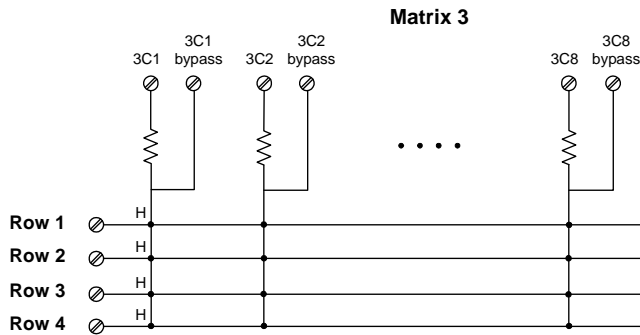 Matrix 3
3C1
3C1
bypass
3C2
3C2
bypass
3C8
3C8
bypass
Row 1
H
Row 2
H
Row 3
H
Row 4
H